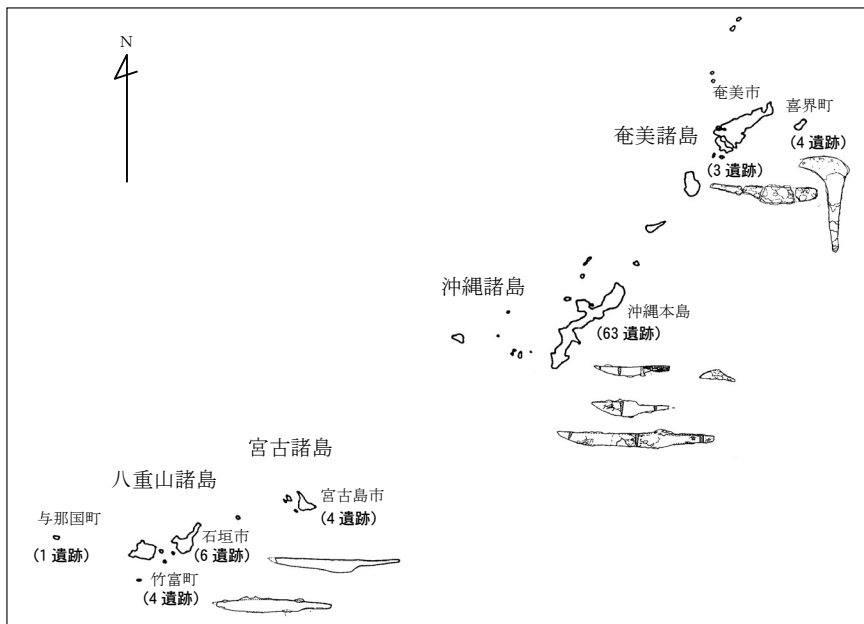 N
奄美市
喜界町
奄美諸島
(4 遺跡)
(3 遺跡)
沖縄諸島
沖縄本島
(63 遺跡)
宮古諸島
八重山諸島
宮古島市
(4 遺跡)
与那国町
(1 遺跡)
石垣市
(6 遺跡)
竹富町
(4 遺跡)